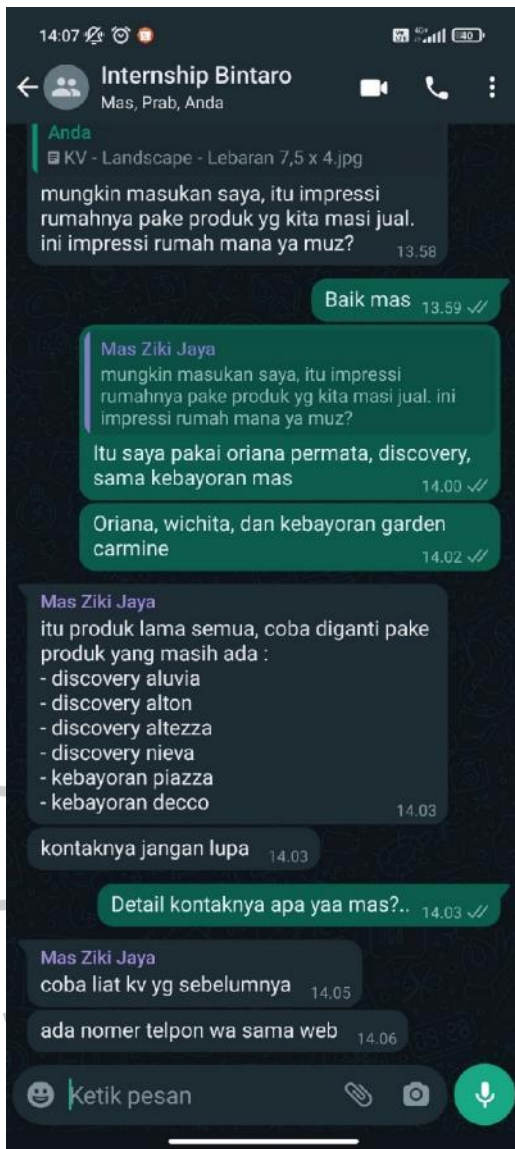 14:07
40
Internship Bintaro
Mas, Prab, Anda
Anda
KV - Landscape - Lebaran 7,5 x 4.jpg
mungkin masukan saya, itu impressi
rumahnya pake produk yg kita masi jual.
ini impressi rumah mana ya muz?
13.58
Baik mas 13.59
Mas Ziki Jaya
mungkin masukan saya, itu impressi
rumahnya pake produk yg kita masi jual. ini
impressi rumah mana ya muz?
Itu saya pakai oriana permata, discovery,
sama kebayoran mas
14.00
Oriana, wichita, dan kebayoran garden
carmine
14.02
Mas Ziki Jaya
itu produk lama semua, coba diganti pake
produk yang masih ada :
- discovery aluvia
- discovery alton
- discovery altezza
- discovery nieva
- kebayoran piazza
- kebayoran decco
14.03
kontaknya jangan lupa 14.03
Detail kontaknya apa yaa mas?.. 14.03
Mas Ziki Jaya
coba liat kv yg sebelumnya 14.05
ada nomer telpon wa sama web 14.06
Ketik pesan